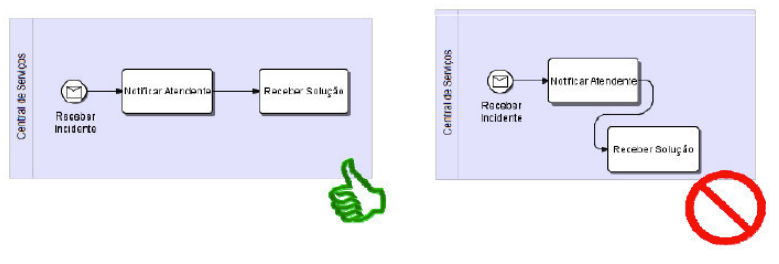 Central de Serviços
Receber
Incidente
Notificar Atendente
Receber Solução
Central de Serviços
Receber
Incidente
Notificar Atendente
Receber Solução